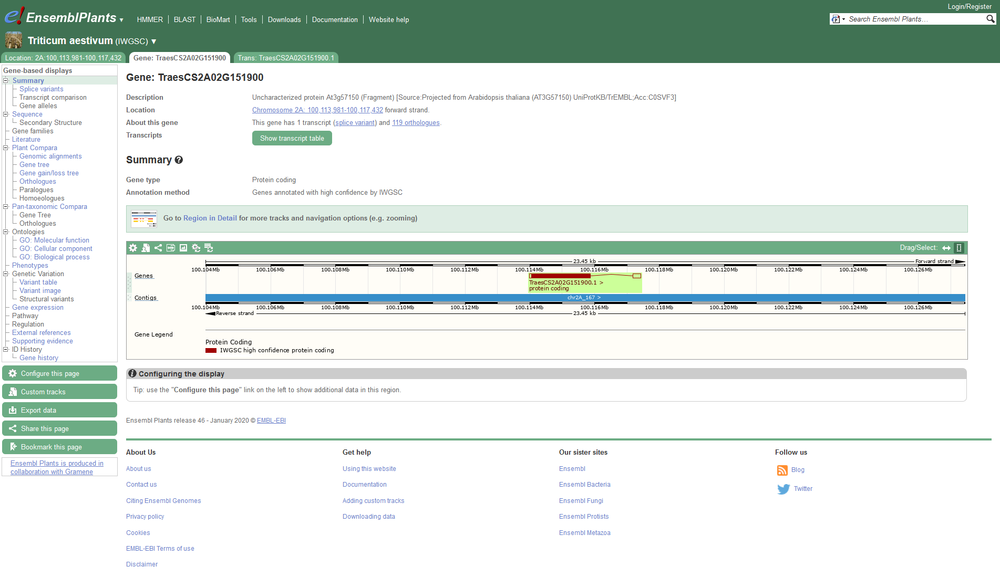 Login/Register
e! EnsemblPlants ▼ HMMER | BLAST | BioMart | Tools | Downloads | Documentation | Website help
Search Ensembl Plants…
Triticum aestivum (IWGSC) ▼
Location: 2A:100,113,981-100,117,432
Gene: TraesCS2A02G151900
Trans: TraesCS2A02G151900.1
Gene-based displays
Summary
Splice variants
Transcript comparison
Gene alleles
Sequence
Secondary Structure
Gene families
Literature
Plant Compara
Genomic alignments
Gene tree
Gene gain/loss tree
Orthologues
Paralogues
Homoeologues
Pan-taxonomic Compara
Gene Tree
Orthologues
Ontologies
GO: Molecular function
GO: Cellular component
GO: Biological process
Phenotypes
Genetic Variation
Variant table
Variant image
Structural variants
Gene expression
Pathway
Regulation
External references
Supporting evidence
ID History
Gene history
Configure this page
Custom tracks
Export data
Share this page
Bookmark this page
Ensembl Plants is produced in
collaboration with Gramene
Gene: TraesCS2A02G151900
Description Uncharacterized protein At3g57150 (Fragment) [Source:Projected from Arabidopsis thaliana (AT3G57150) UniProtKB/TrEMBL;Acc:C0SVF3]
Location Chromosome 2A: 100,113,981-100,117,432 forward strand.
About this gene This gene has 1 transcript (splice variant) and 119 orthologues.
Transcripts Show transcript table
Summary ?
Gene type Protein coding
Annotation method Genes annotated with high confidence by IWGSC
Go to Region in Detail for more tracks and navigation options (e.g. zooming)
Drag/Select:
23.45 kb Forward strand
100.104Mb 100.106Mb 100.108Mb 100.110Mb 100.112Mb 100.114Mb 100.116Mb 100.118Mb 100.120Mb 100.122Mb 100.124Mb 100.126Mb
Genes
TraesCS2A02G151900.1 >
protein coding
Contigs chr2A_167 >
100.104Mb 100.106Mb 100.108Mb 100.110Mb 100.112Mb 100.114Mb 100.116Mb 100.118Mb 100.120Mb 100.122Mb 100.124Mb 100.126Mb
Reverse strand 23.45 kb
Gene Legend
Protein Coding
IWGSC high confidence protein coding
Configuring the display
Tip: use the "Configure this page" link on the left to show additional data in this region.
Ensembl Plants release 46 - January 2020 © EMBL-EBI
About Us
About us
Contact us
Citing Ensembl Genomes
Privacy policy
Cookies
EMBL-EBI Terms of use
Disclaimer
Get help
Using this website
Documentation
Adding custom tracks
Downloading data
Our sister sites
Ensembl
Ensembl Bacteria
Ensembl Fungi
Ensembl Protists
Ensembl Metazoa
Follow us
Blog
Twitter